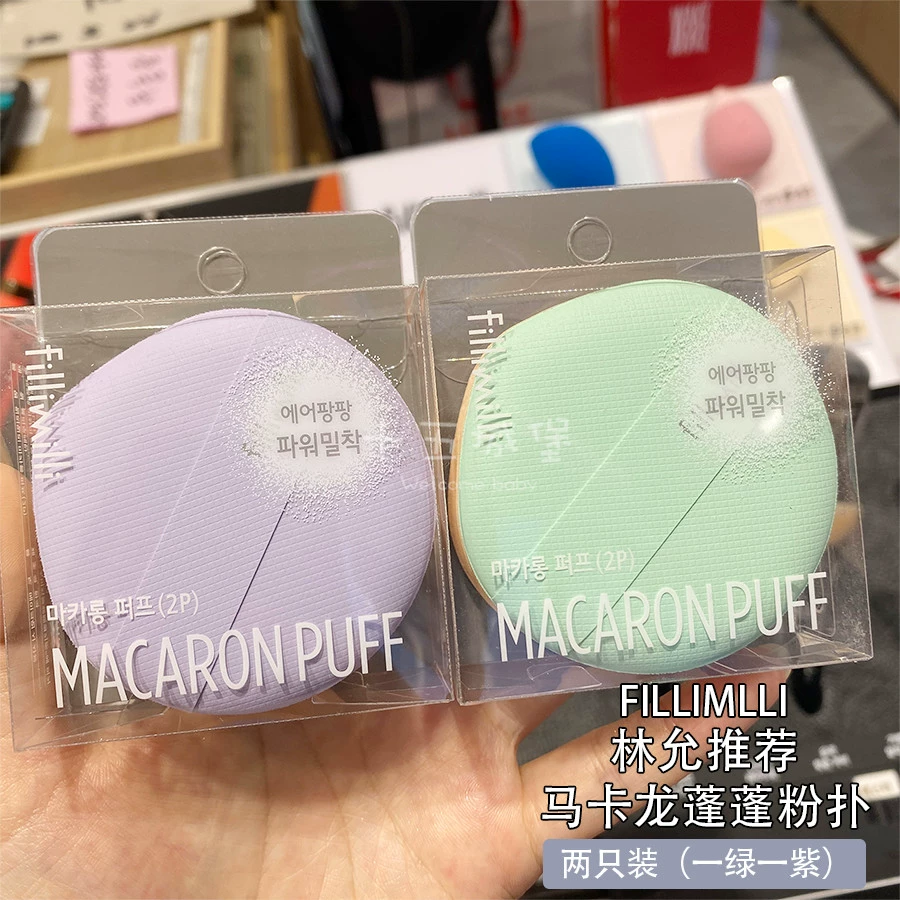 fillimilli
에어팡팡
파워밀착
마카롱 퍼프 (2P)
MACARON PUFF
fillimilli
에어팡팡
파워밀착
마카롱 퍼프 (2P)
MACARON PUFF
Welcome baby
FILLIMLLI
林允推荐
马卡龙蓬蓬粉扑
两只装（一绿一紫）